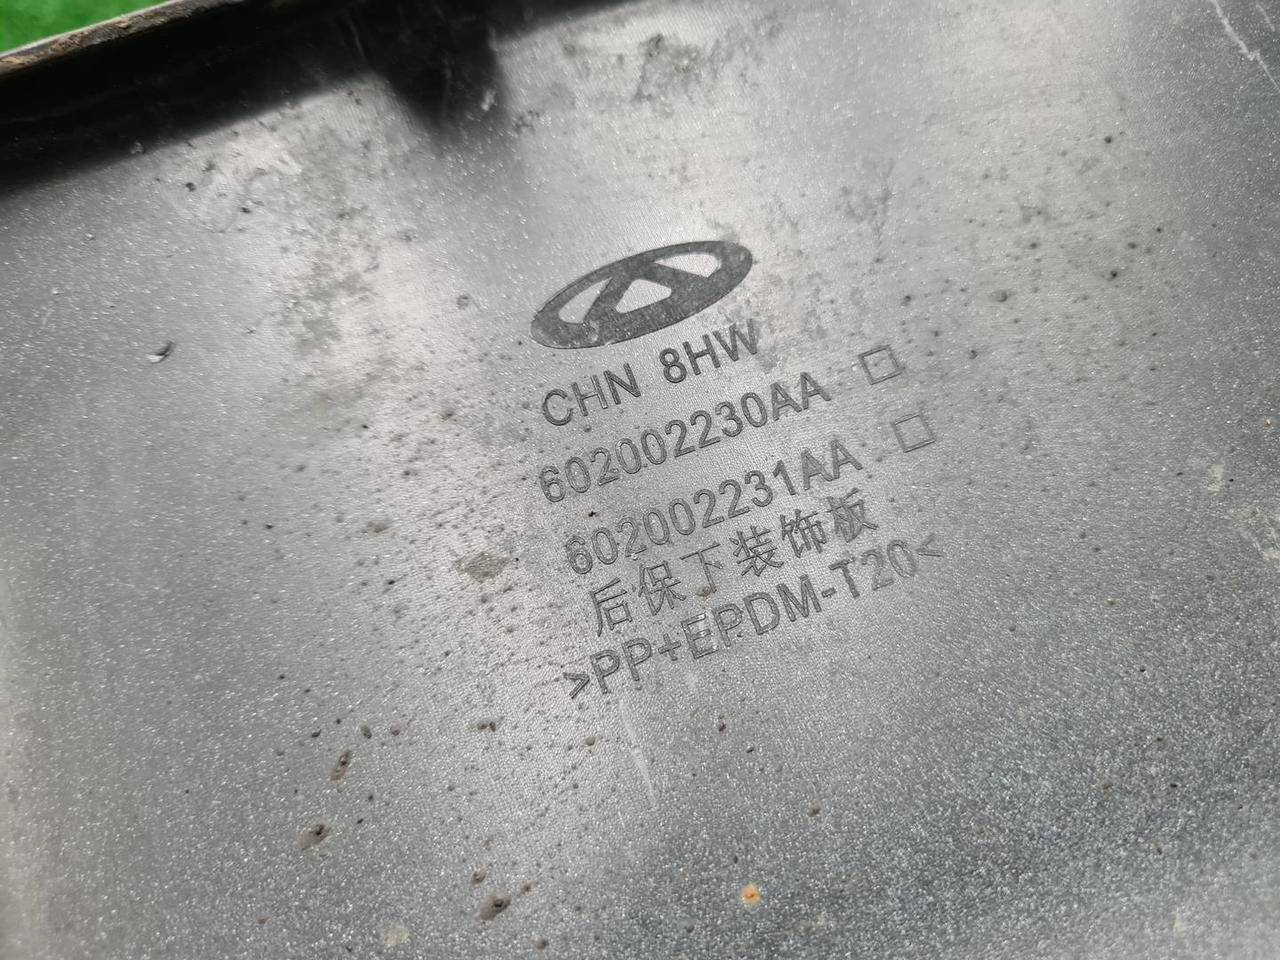 CHN 8HW
602002230AA □
602002231AA □
后保下装饰板
>PP+EPDM-T20<